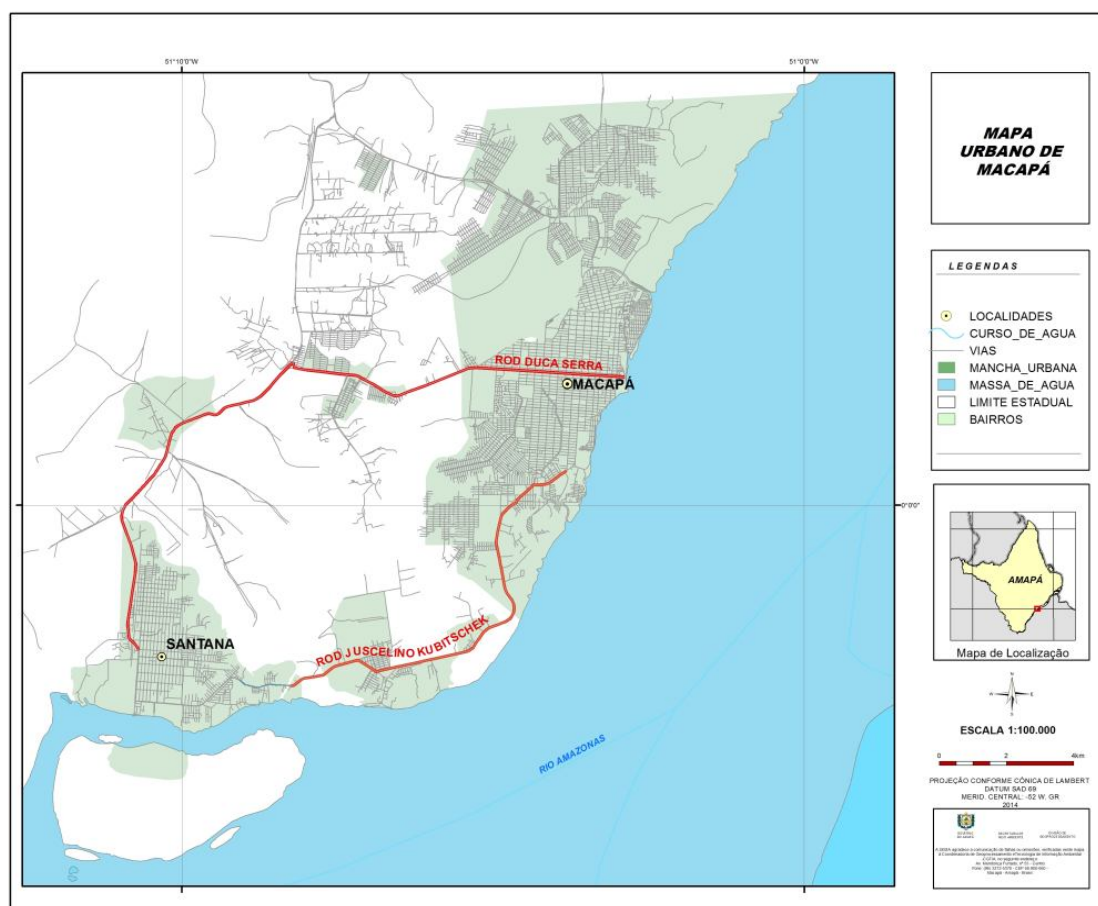 51°10'0"W
51°0'0"W
MAPA
URBANO DE
MACAPÁ
ROD DUCA SERRA
MACAPÁ
0°0'0"
SANTANA
ROD JUSCELINO KUBITSCHEK
RIO AMAZONAS
LEGENDAS
LOCALIDADES
CURSO_DE_AGUA
VIAS
MANCHA_URBANA
MASSA_DE_AGUA
LIMITE ESTADUAL
BAIRROS
AMAPÁ
Mapa de Localização
N
E
S
ESCALA 1:100.000
0 2 4km
PROJEÇÃO CONFORME CÔNICA DE LAMBERT
DATUM SAD 69
MERID. CENTRAL: -52 W. GR
2014